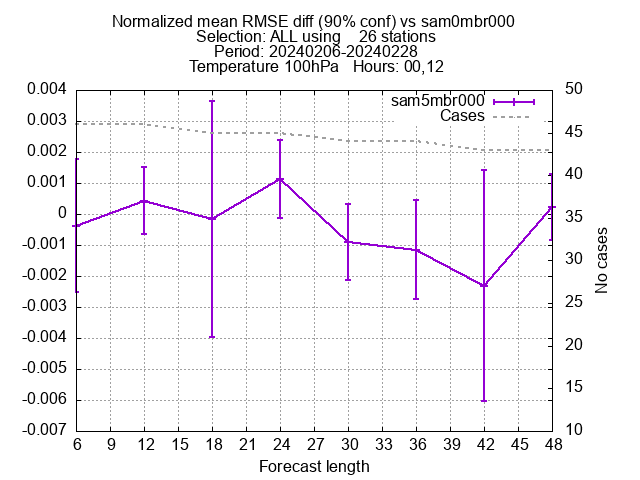 Normalized mean RMSE diff (90% conf) vs sam0mbr000
Selection: ALL using 26 stations
Period: 20240206-20240228
Temperature 100hPa Hours: 00,12
sam5mbr000
Cases
0.004
0.003
0.002
0.001
0
-0.001
-0.002
-0.003
-0.004
-0.005
-0.006
-0.007
50
45
40
35
30
25
20
15
10
No cases
6 9 12 15 18 21 24 27 30 33 36 39 42 45 48
Forecast length